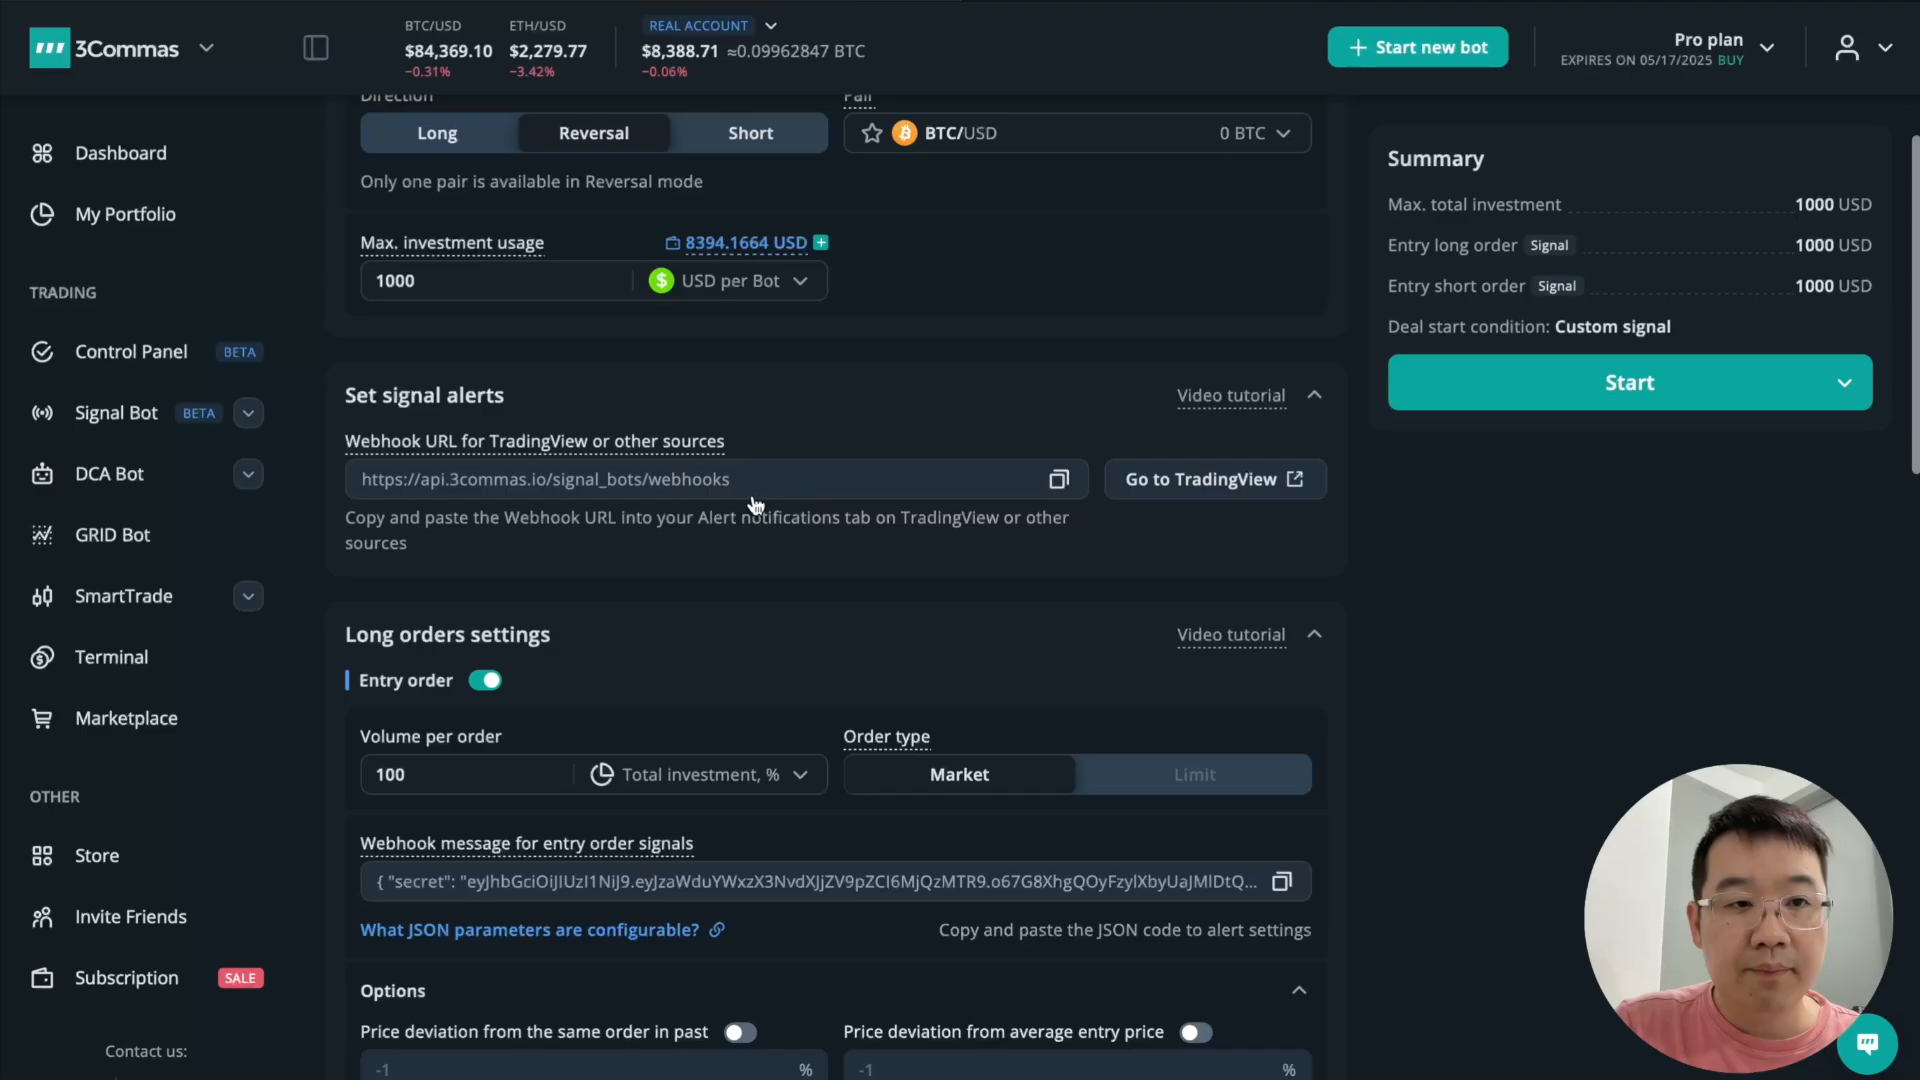 3Commas
BTC/USD
$84,369.10
−0.31%
ETH/USD
$2,279.77
−3.42%
REAL ACCOUNT
$8,388.71 ≈0.09962847 BTC
−0.06%
+ Start new bot
Pro plan
EXPIRES ON 05/17/2025 BUY
Dashboard
My Portfolio
TRADING
Control Panel BETA
Signal Bot BETA
DCA Bot
GRID Bot
SmartTrade
Terminal
Marketplace
OTHER
Store
Invite Friends
Subscription SALE
Contact us:
Direction
Long Reversal Short
Only one pair is available in Reversal mode
Pair
BTC/USD 0 BTC
Max. investment usage 8394.1664 USD
1000 USD per Bot
Set signal alerts Video tutorial
Webhook URL for TradingView or other sources
https://api.3commas.io/signal_bots/webhooks Go to TradingView
Copy and paste the Webhook URL into your Alert notifications tab on TradingView or other
sources
Long orders settings Video tutorial
Entry order
Volume per order
100 Total investment, %
Order type
Market Limit
Webhook message for entry order signals
{ "secret": "eyJhbGciOiJIUzI1NiJ9.eyJzaWduYWxzX3NvdXJjZV9pZCI6MjQzMTR9.o67G8XhgQOyFzylXbyUaJMlDtQ...
What JSON parameters are configurable? Copy and paste the JSON code to alert settings
Options
Price deviation from the same order in past
-1 %
Price deviation from average entry price
-1 %
Summary
Max. total investment 1000 USD
Entry long order Signal 1000 USD
Entry short order Signal 1000 USD
Deal start condition: Custom signal
Start